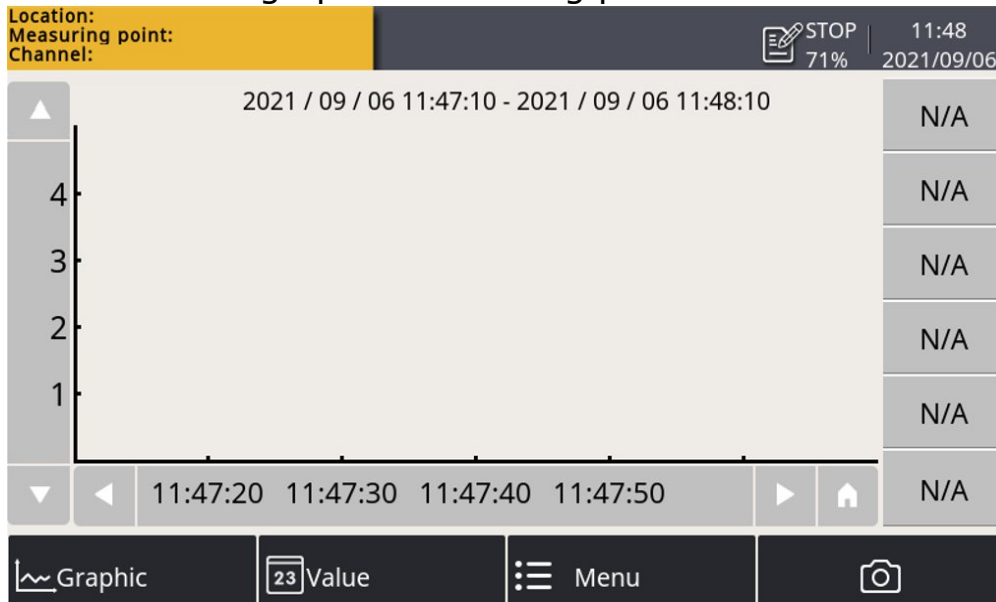 Location:
Measuring point:
Channel:
STOP
71%
11:48
2021/09/06
2021 / 09 / 06 11:47:10 - 2021 / 09 / 06 11:48:10
N/A
4
N/A
3
N/A
2
N/A
1
N/A
11:47:20 11:47:30 11:47:40 11:47:50
N/A
Graphic
23 Value
Menu